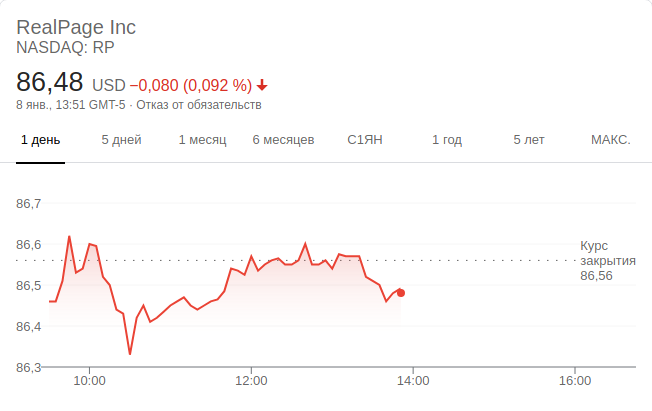 RealPage Inc
NASDAQ: RP
86,48 USD −0,080 (0,092 %)
8 янв., 13:51 GMT-5 · Отказ от обязательств
1 день 5 дней 1 месяц 6 месяцев С1ЯН 1 год 5 лет МАКС.
86,7
86,6
86,5
86,4
86,3
Курс
закрытия
86,56
10:00 12:00 14:00 16:00